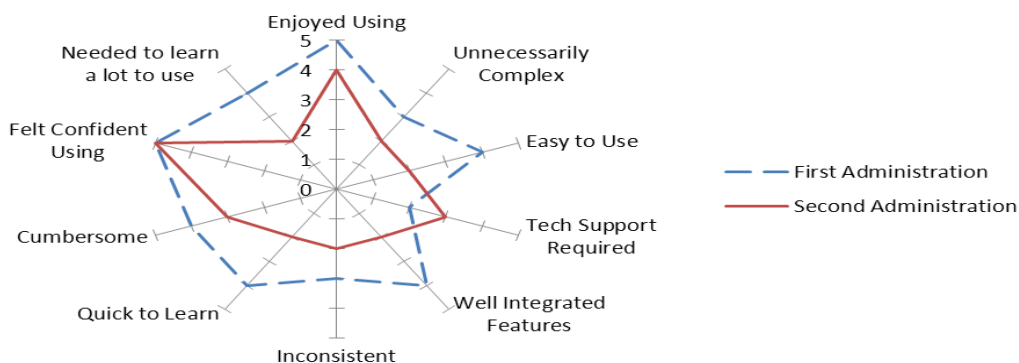 Enjoyed Using
Needed to learn
a lot to use
Unnecessarily
Complex
5
4
3
2
1
0
Felt Confident
Using
Easy to Use
First Administration
Second Administration
Cumbersome
Tech Support
Required
Quick to Learn
Well Integrated
Features
Inconsistent